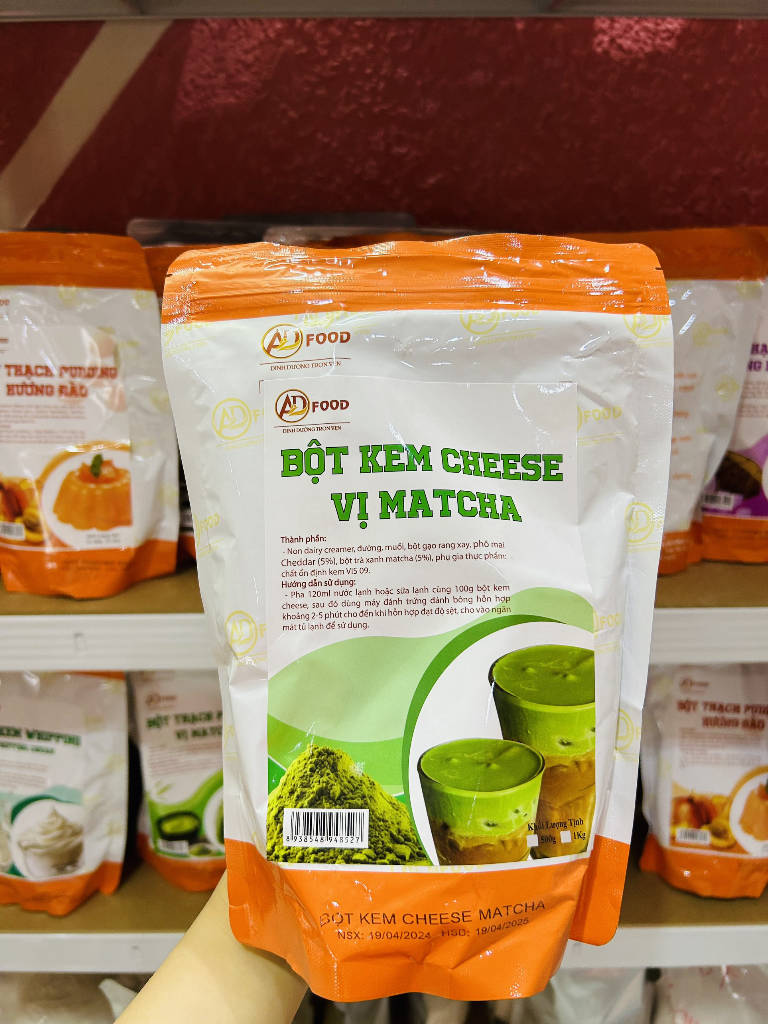 AD FOOD
DINH DƯỠNG TRỌN VẸN
AD FOOD
DINH DƯỠNG TRỌN VẸN
BỘT KEM CHEESE
VỊ MATCHA
Thành phần:
- Non dairy creamer, đường, muối, bột gạo rang xay, phô mai
Cheddar (5%), bột trà xanh matcha (5%), phụ gia thực phẩm:
chất ổn định kem VIS 09.
Hướng dẫn sử dụng:
- Pha 120ml nước lạnh hoặc sữa lạnh cùng 100g bột kem
cheese, sau đó dùng máy đánh trứng đánh bông hỗn hợp
khoảng 2-5 phút cho đến khi hỗn hợp đạt độ sệt, cho vào ngăn
mát tủ lạnh để sử dụng.
Khối Lượng Tịnh
500g 1Kg
8938548948527
BỘT KEM CHEESE MATCHA
NSX: 19/04/2024 HSD: 19/04/2025
THẠCH PUDDING
HƯƠNG ĐÀO
WHIPPING
BỘT THẠCH
VỊ MATCHA
BỘT THẠCH PUDD
HƯƠNG ĐÀO